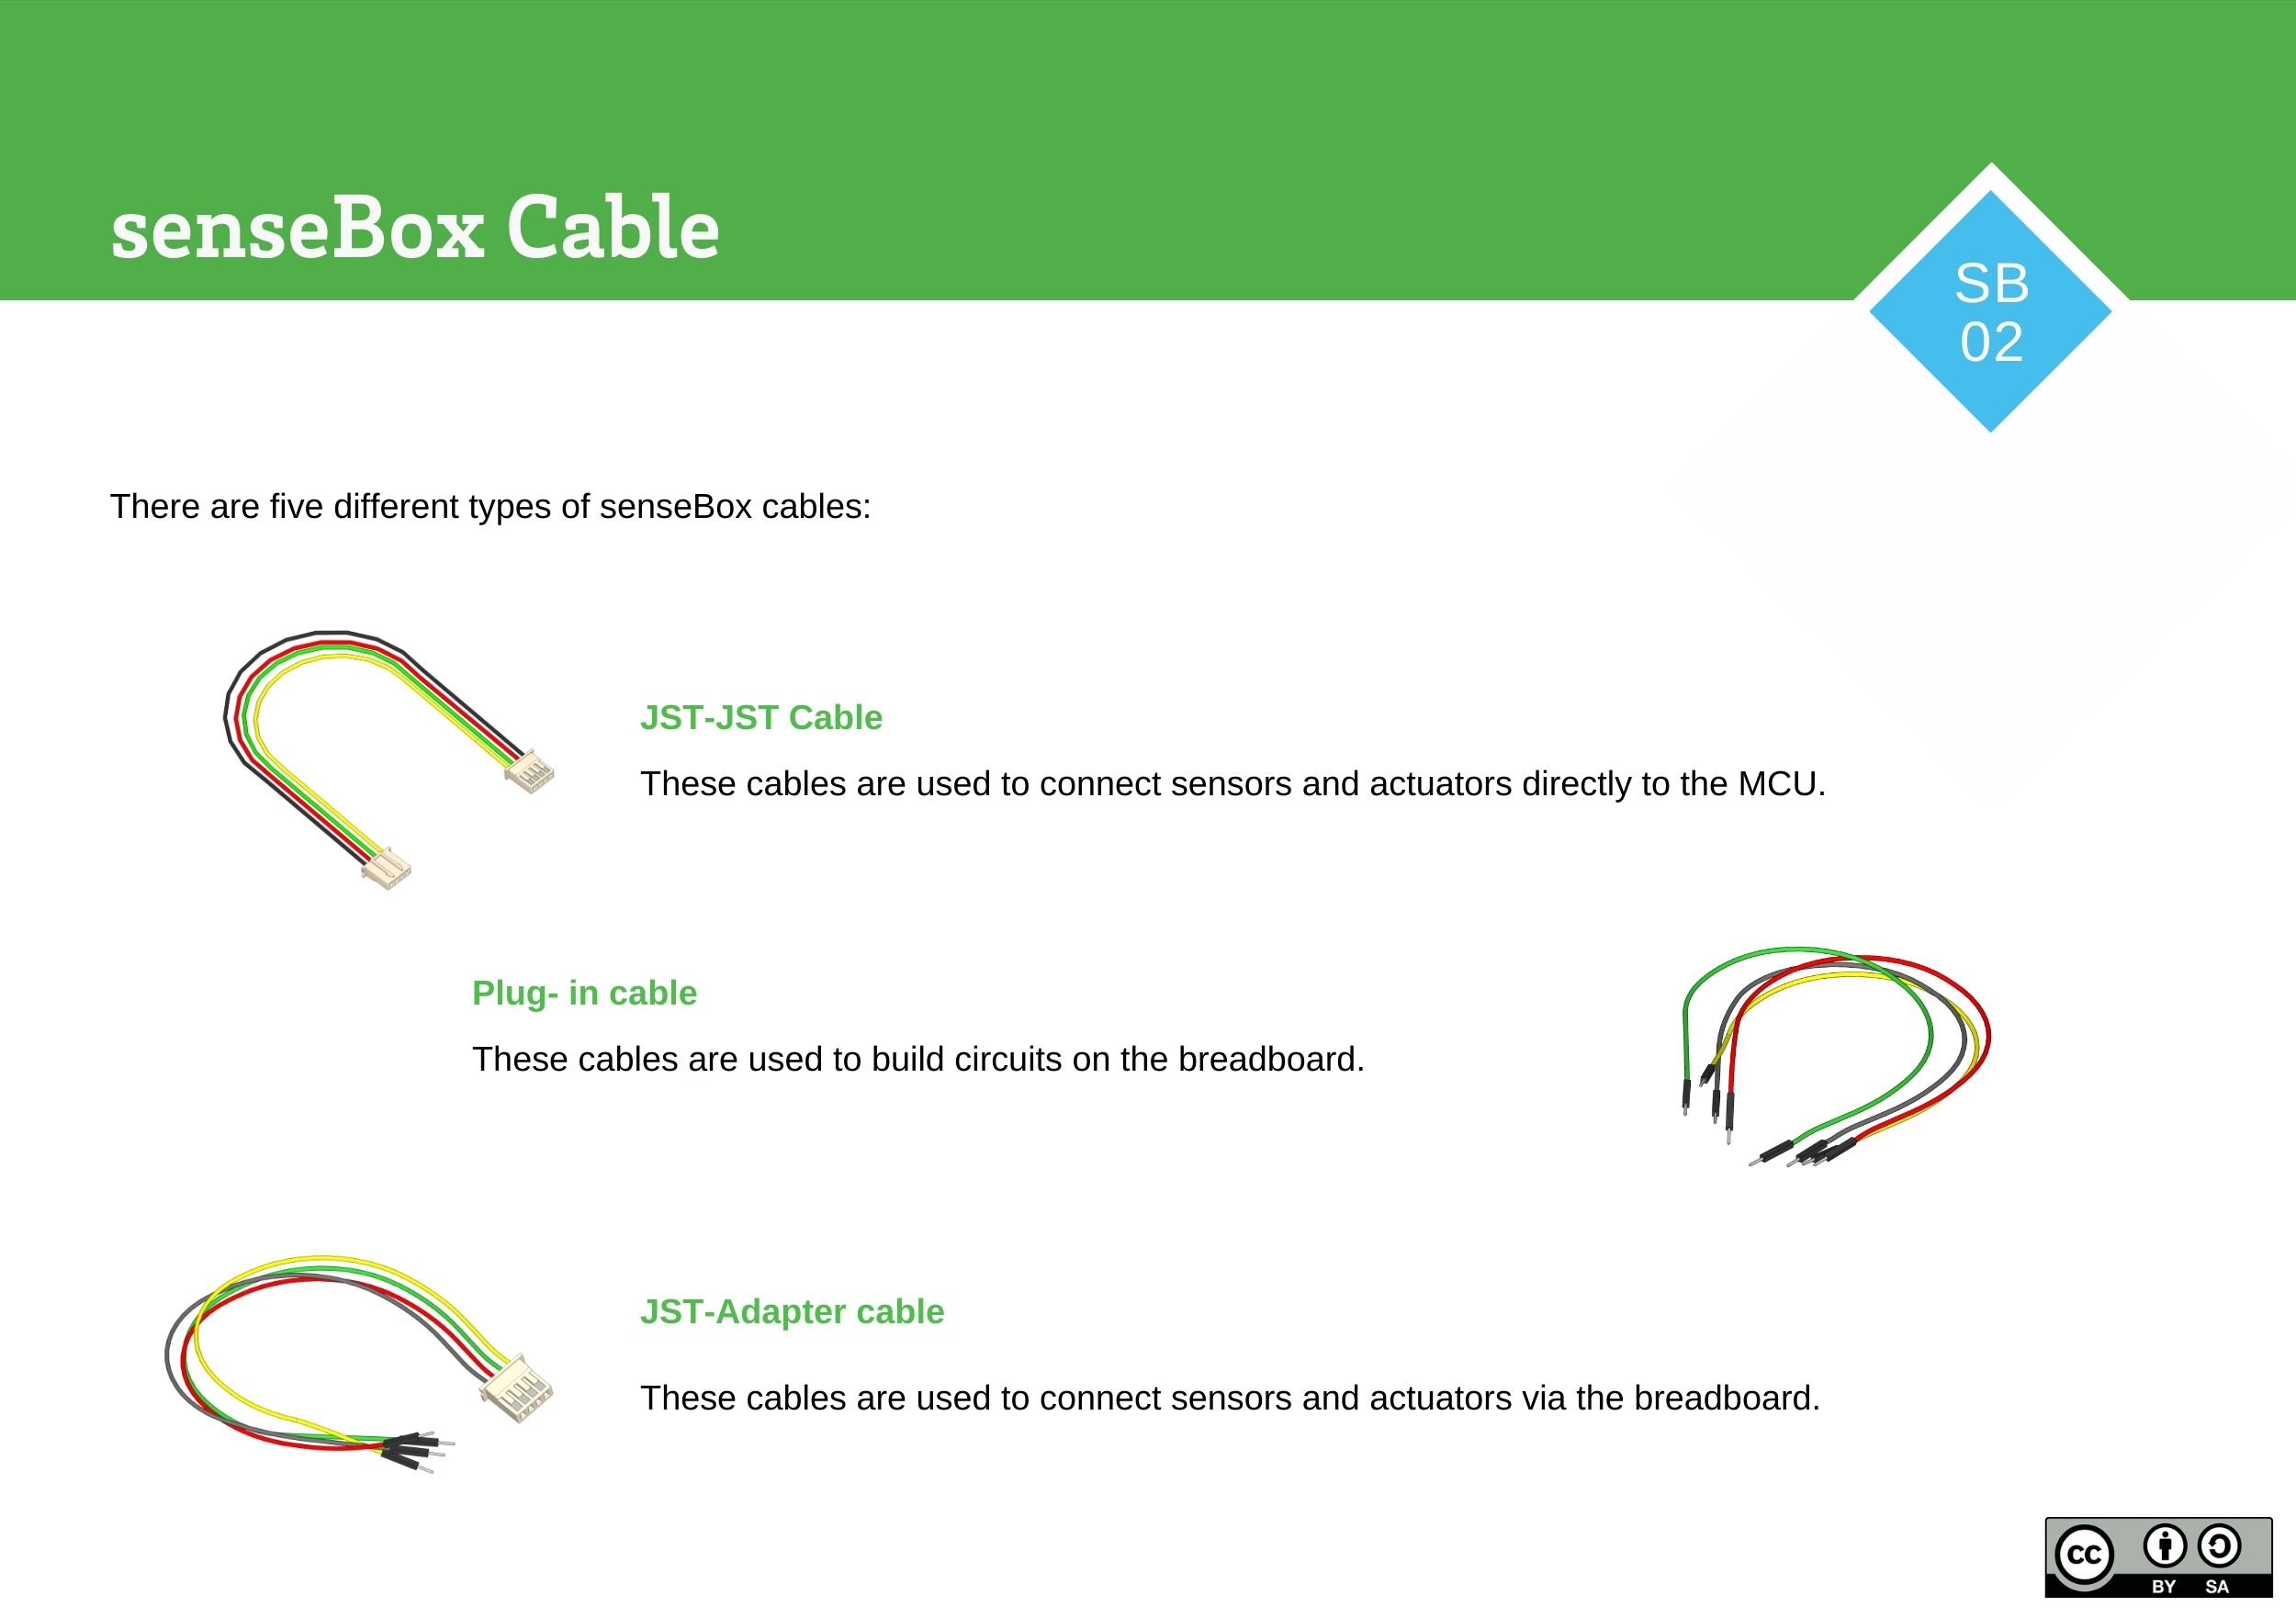 senseBox Cable
SB
02
There are five different types of senseBox cables:
JST-JST Cable
These cables are used to connect sensors and actuators directly to the MCU.
Plug- in cable
These cables are used to build circuits on the breadboard.
JST-Adapter cable
These cables are used to connect sensors and actuators via the breadboard.
cc
BY SA